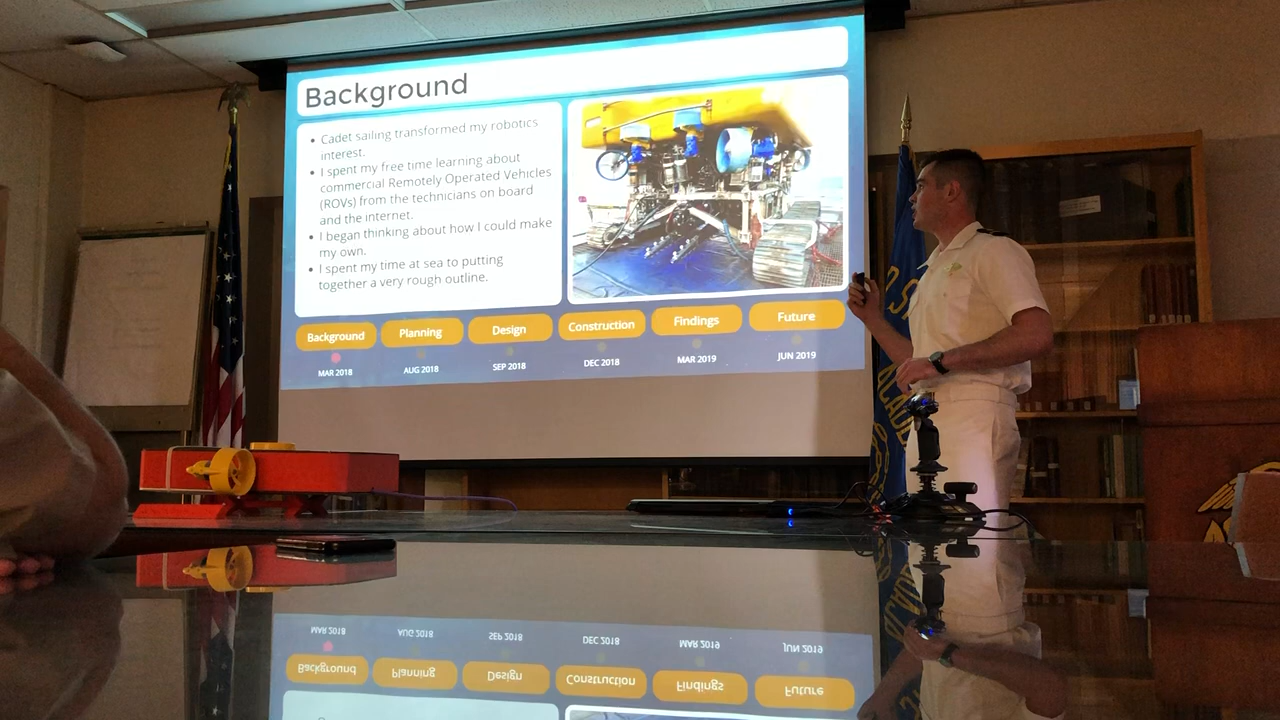 Background
• Cadet sailing transformed my robotics
interest.
• I spent my free time learning about
commercial Remotely Operated Vehicles
(ROVs) from the technicians on board
and the internet.
• I began thinking about how I could make
my own.
• I spent my time at sea to putting
together a very rough outline.
Background Planning Design Construction Findings Future
MAR 2018 AUG 2018 SEP 2018 DEC 2018 MAR 2019 JUN 2019